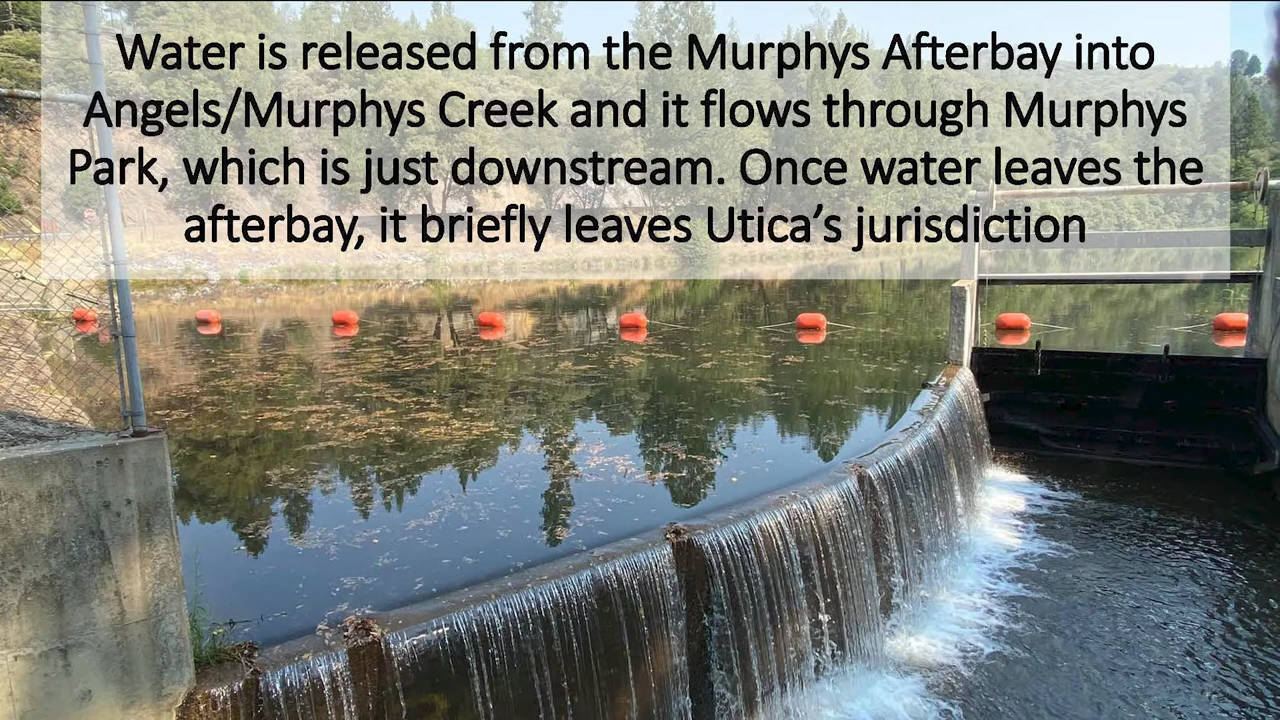 Water is released from the Murphys Afterbay into
Angels/Murphys Creek and it flows through Murphys
Park, which is just downstream. Once water leaves the
afterbay, it briefly leaves Utica’s jurisdiction